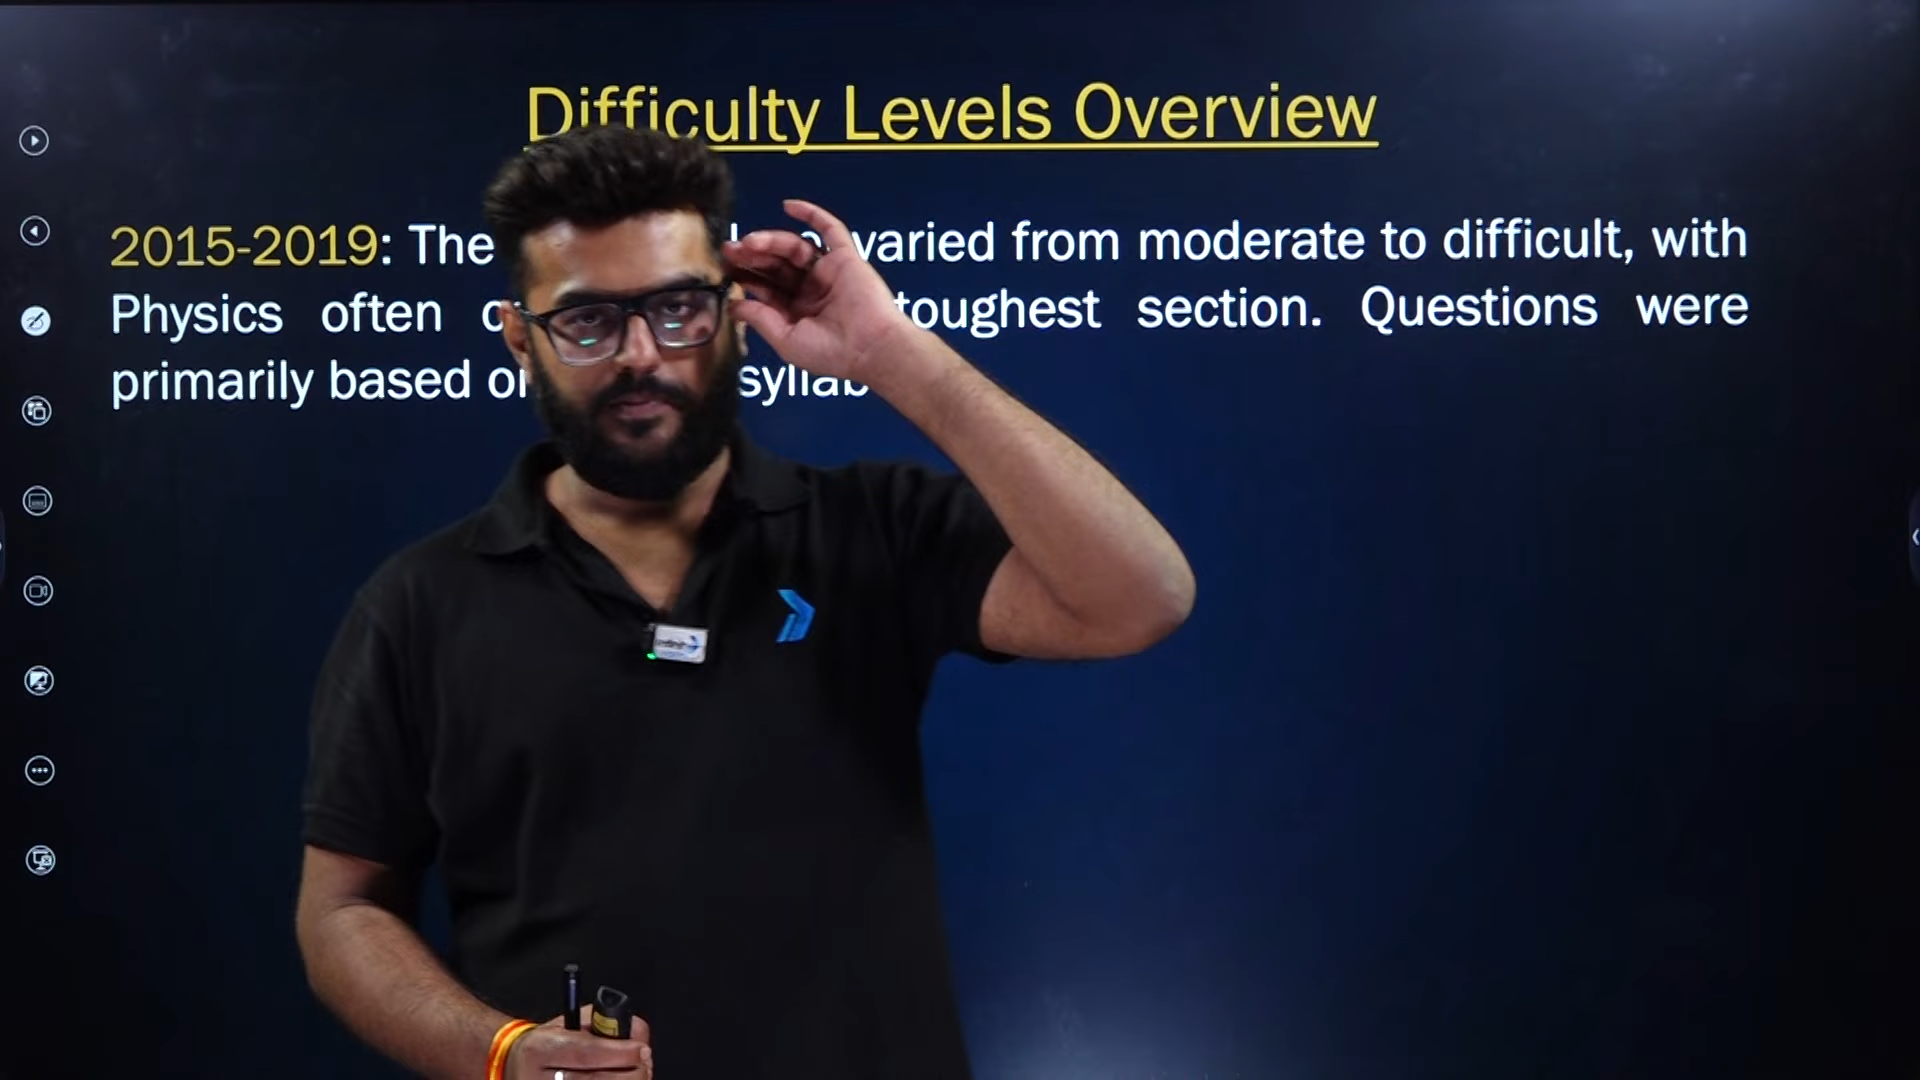 Difficulty Levels Overview
2015-2019: The varied from moderate to difficult, with
Physics often toughest section. Questions were
primarily based